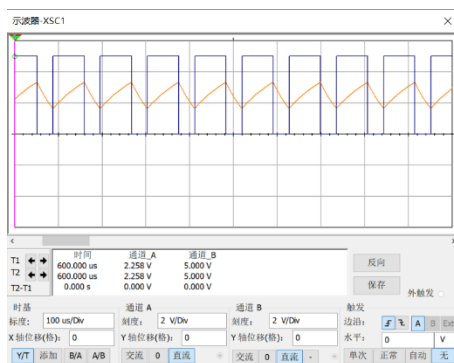 示波器-XSC1
时间 通道_A 通道_B
T1 600.000 us 2.258 V 5.000 V
T2 600.000 us 2.258 V 5.000 V
T2-T1 0.000 s 0.000 V 0.000 V
反向
保存
外触发
时基 通道 A 通道 B 触发
标度: 100 us/Div 刻度: 2 V/Div 刻度: 2 V/Div 边沿: A B Ext
X 轴位移(格): 0 Y 轴位移(格): 0 Y 轴位移(格): 0 水平: 0 V
Y/T 添加 B/A A/B 交流 0 直流 交流 0 直流 - 单次 正常 自动 无